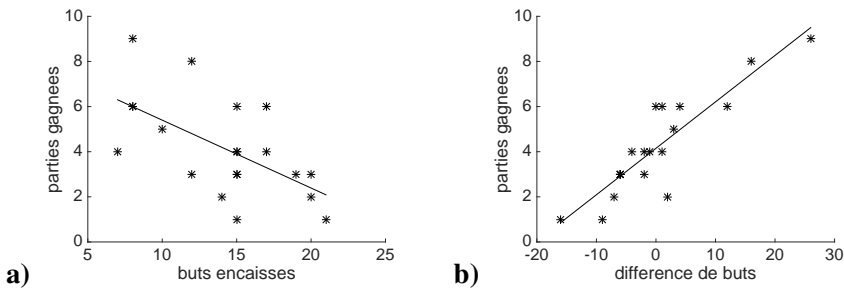 10
8
6
4
2
0
5 10 15 20 25
parties gagnees
buts encaisses
a)
10
8
6
4
2
0
-20 -10 0 10 20 30
parties gagnees
difference de buts
b)